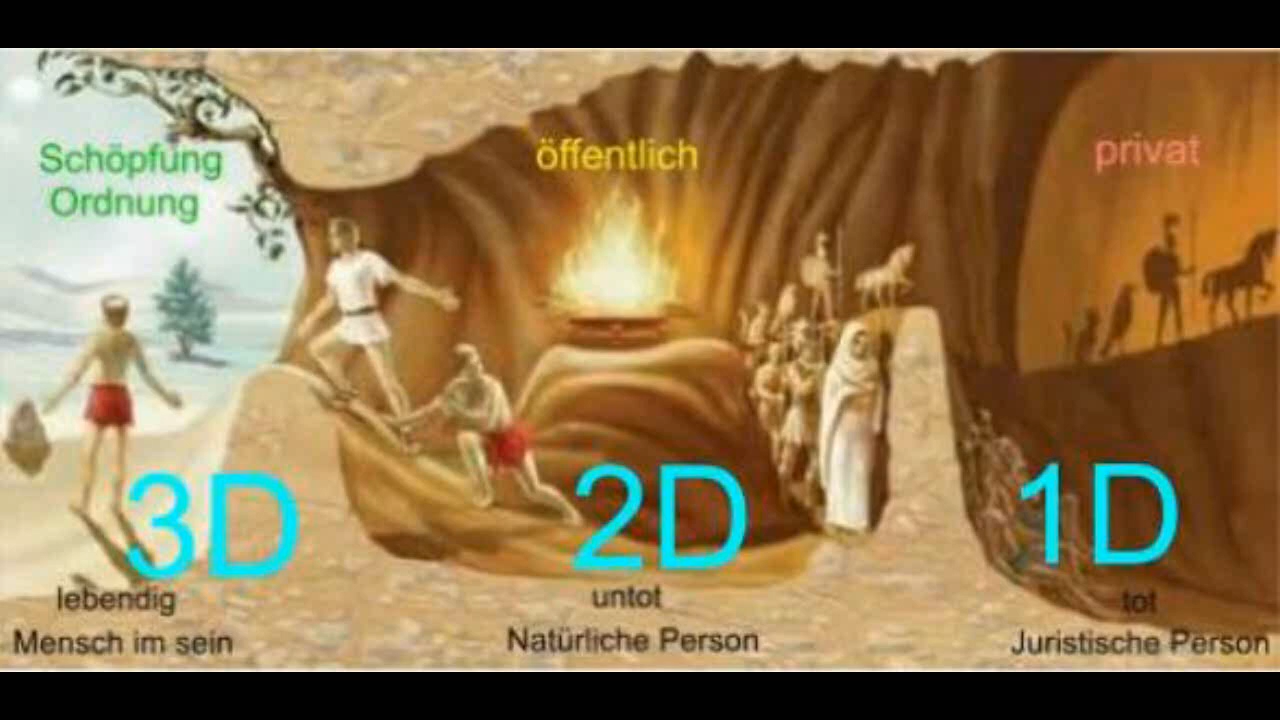 Schöpfung
Ordnung
öffentlich
privat
3D
2D
1D
lebendig
Mensch im sein
untot
Natürliche Person
tot
Juristische Person